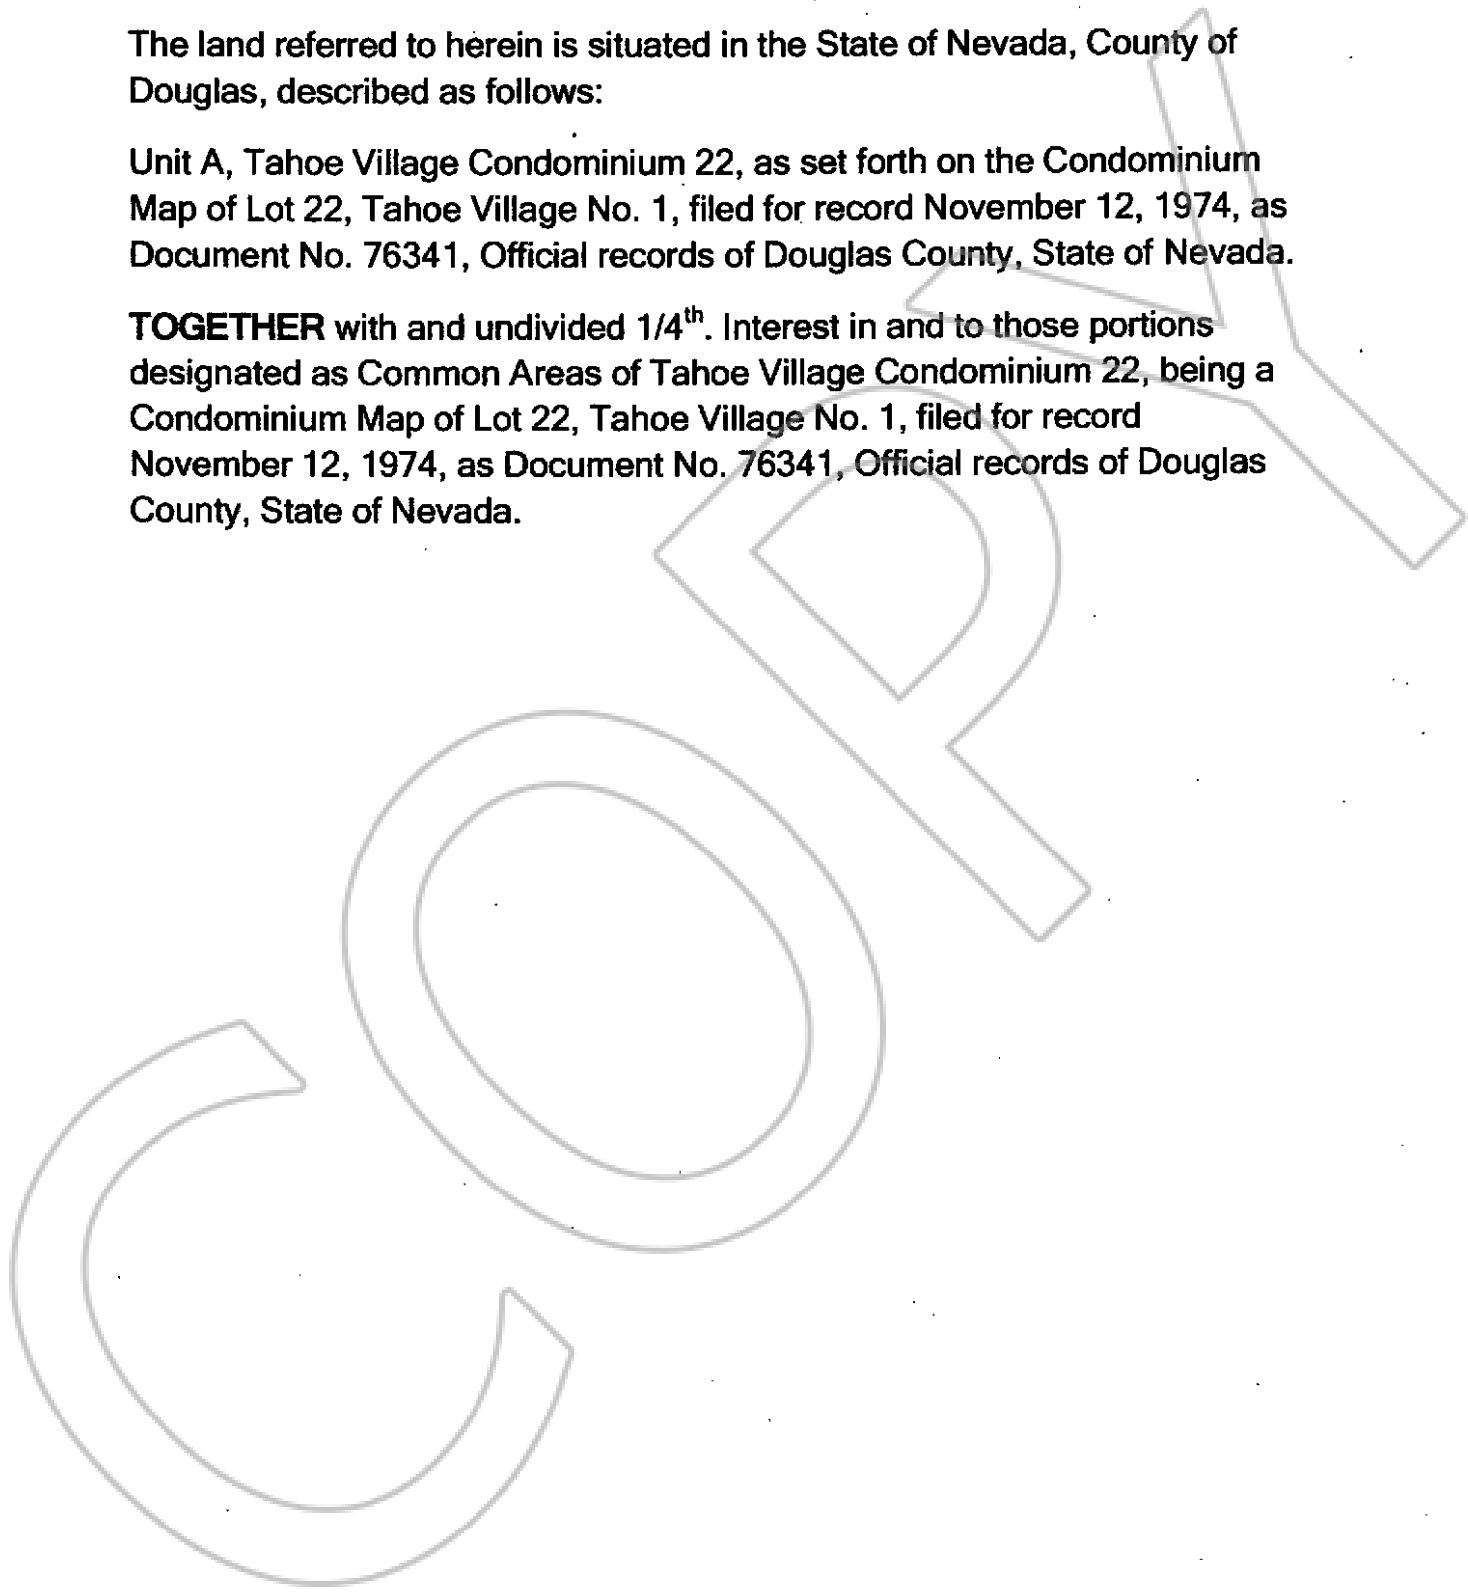 The land referred to herein is situated in the State of Nevada, County of
Douglas, described as follows:
Unit A, Tahoe Village Condominium 22, as set forth on the Condominium
Map of Lot 22, Tahoe Village No. 1, filed for record November 12, 1974, as
Document No. 76341, Official records of Douglas County, State of Nevada.
TOGETHER with and undivided 1/4th. Interest in and to those portions
designated as Common Areas of Tahoe Village Condominium 22, being a
Condominium Map of Lot 22, Tahoe Village No. 1, filed for record
November 12, 1974, as Document No. 76341, Official records of Douglas
County, State of Nevada.
COPY